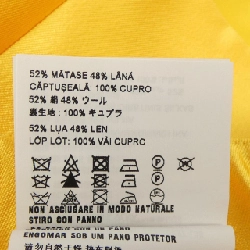 52% MĂTASE 48% LÂNĂ
CĂPTUȘEALĂ 100% CUPRO
52% 絹 48% ウール
裏生地：100% キュプラ
52% LỤA 48% LEN
LỚP LÓT: 100% VẢI CUPRO
NON ASCIUGARE IN MODO NATURALE
STIRO CON PANNO
ENGOMAR SOB UM PANO PROTETOR